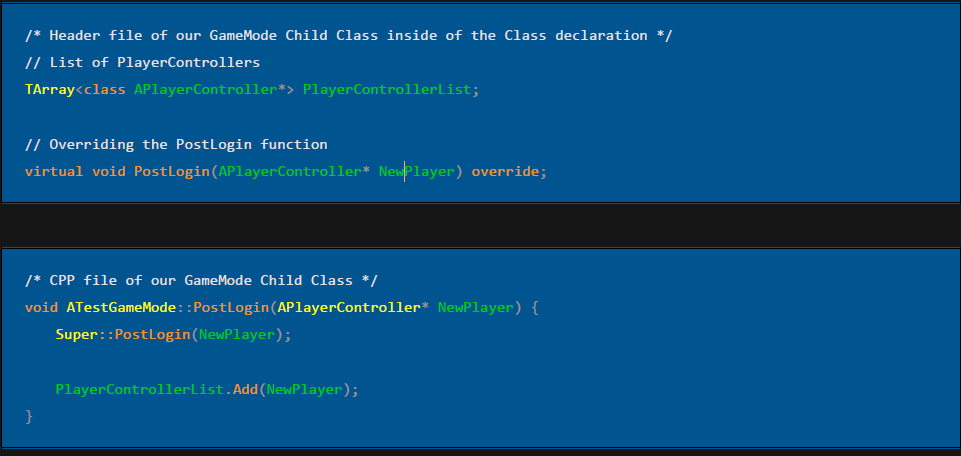 /* Header file of our GameMode Child Class inside of the Class declaration */
// List of PlayerControllers
TArray<class APlayerController*> PlayerControllerList;
// Overriding the PostLogin function
virtual void PostLogin(APlayerController* NewPlayer) override;
/* CPP file of our GameMode Child Class */
void ATestGameMode::PostLogin(APlayerController* NewPlayer) {
Super::PostLogin(NewPlayer);
PlayerControllerList.Add(NewPlayer);
}